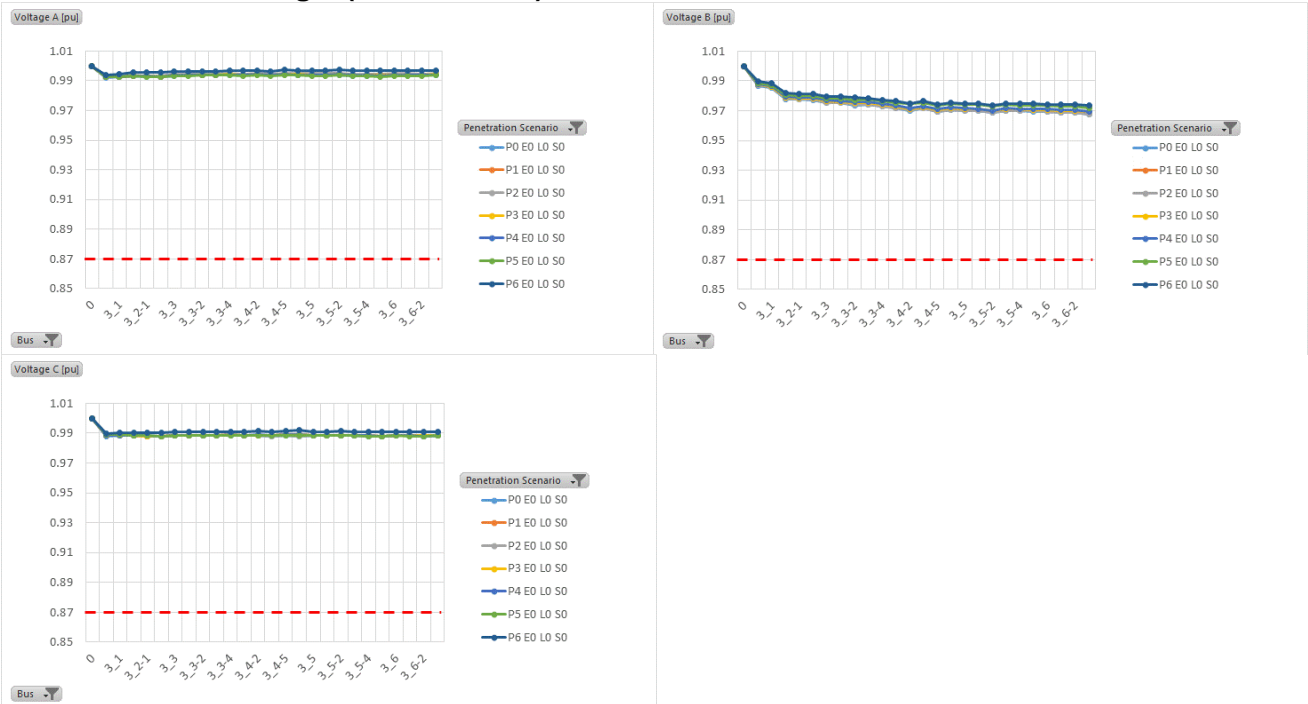 Voltage A [pu]
1.01
0.99
0.97
0.95
0.93
0.91
0.89
0.87
0.85
0
3_1
3_2-1
3_3
3_3-2
3_3-4
3_4-2
3_4-5
3_5
3_5-2
3_5-4
3_6
3_6-2
Penetration Scenario
P0 E0 L0 S0
P1 E0 L0 S0
P2 E0 L0 S0
P3 E0 L0 S0
P4 E0 L0 S0
P5 E0 L0 S0
P6 E0 L0 S0
Bus
Voltage B [pu]
1.01
0.99
0.97
0.95
0.93
0.91
0.89
0.87
0.85
0
3_1
3_2-1
3_3
3_3-2
3_3-4
3_4-2
3_4-5
3_5
3_5-2
3_5-4
3_6
3_6-2
Penetration Scenario
P0 E0 L0 S0
P1 E0 L0 S0
P2 E0 L0 S0
P3 E0 L0 S0
P4 E0 L0 S0
P5 E0 L0 S0
P6 E0 L0 S0
Bus
Voltage C [pu]
1.01
0.99
0.97
0.95
0.93
0.91
0.89
0.87
0.85
0
3_1
3_2-1
3_3
3_3-2
3_3-4
3_4-2
3_4-5
3_5
3_5-2
3_5-4
3_6
3_6-2
Penetration Scenario
P0 E0 L0 S0
P1 E0 L0 S0
P2 E0 L0 S0
P3 E0 L0 S0
P4 E0 L0 S0
P5 E0 L0 S0
P6 E0 L0 S0
Bus